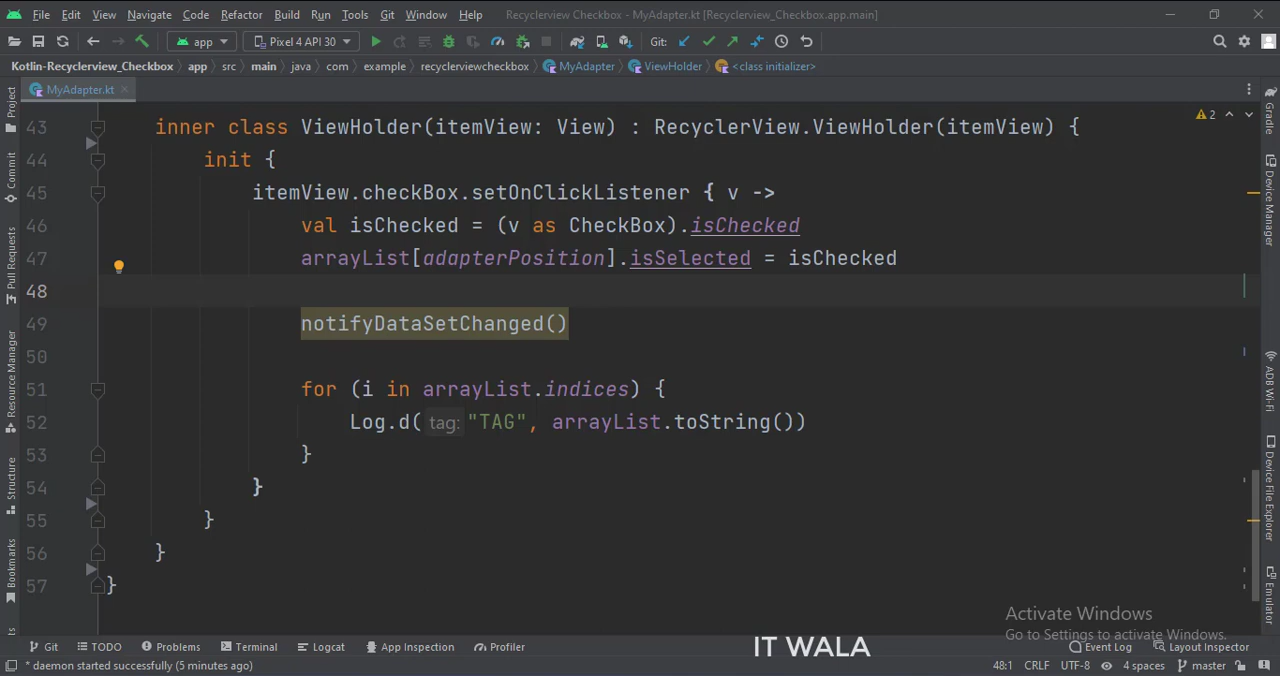 File Edit View Navigate Code Refactor Build Run Tools Git Window Help Recyclerview Checkbox - MyAdapter.kt [Recyclerview_Checkbox.app.main]
app Pixel 4 API 30 Git:
Kotlin-Recyclerview_Checkbox app src main java com example recyclerviewcheckbox MyAdapter ViewHolder <class initializer>
MyAdapter.kt
2
43 inner class ViewHolder(itemView: View) : RecyclerView.ViewHolder(itemView) {
44 init {
45 itemView.checkBox.setOnClickListener { v ->
46 val isChecked = (v as CheckBox).isChecked
47 arrayList[adapterPosition].isSelected = isChecked
48
49 notifyDataSetChanged()
50
51 for (i in arrayList.indices) {
52 Log.d( tag: "TAG", arrayList.toString())
53 }
54 }
55 }
56 }
57 }
Project
Commit
Pull Requests
Resource Manager
Structure
Bookmarks
Gradle
Device Manager
ADB Wi-Fi
Device File Explorer
Emulator
Activate Windows
Go to Settings to activate Windows.
IT WALA
Git TODO Problems Terminal Logcat App Inspection Profiler Event Log Layout Inspector
* daemon started successfully (5 minutes ago) 48:1 CRLF UTF-8 4 spaces master